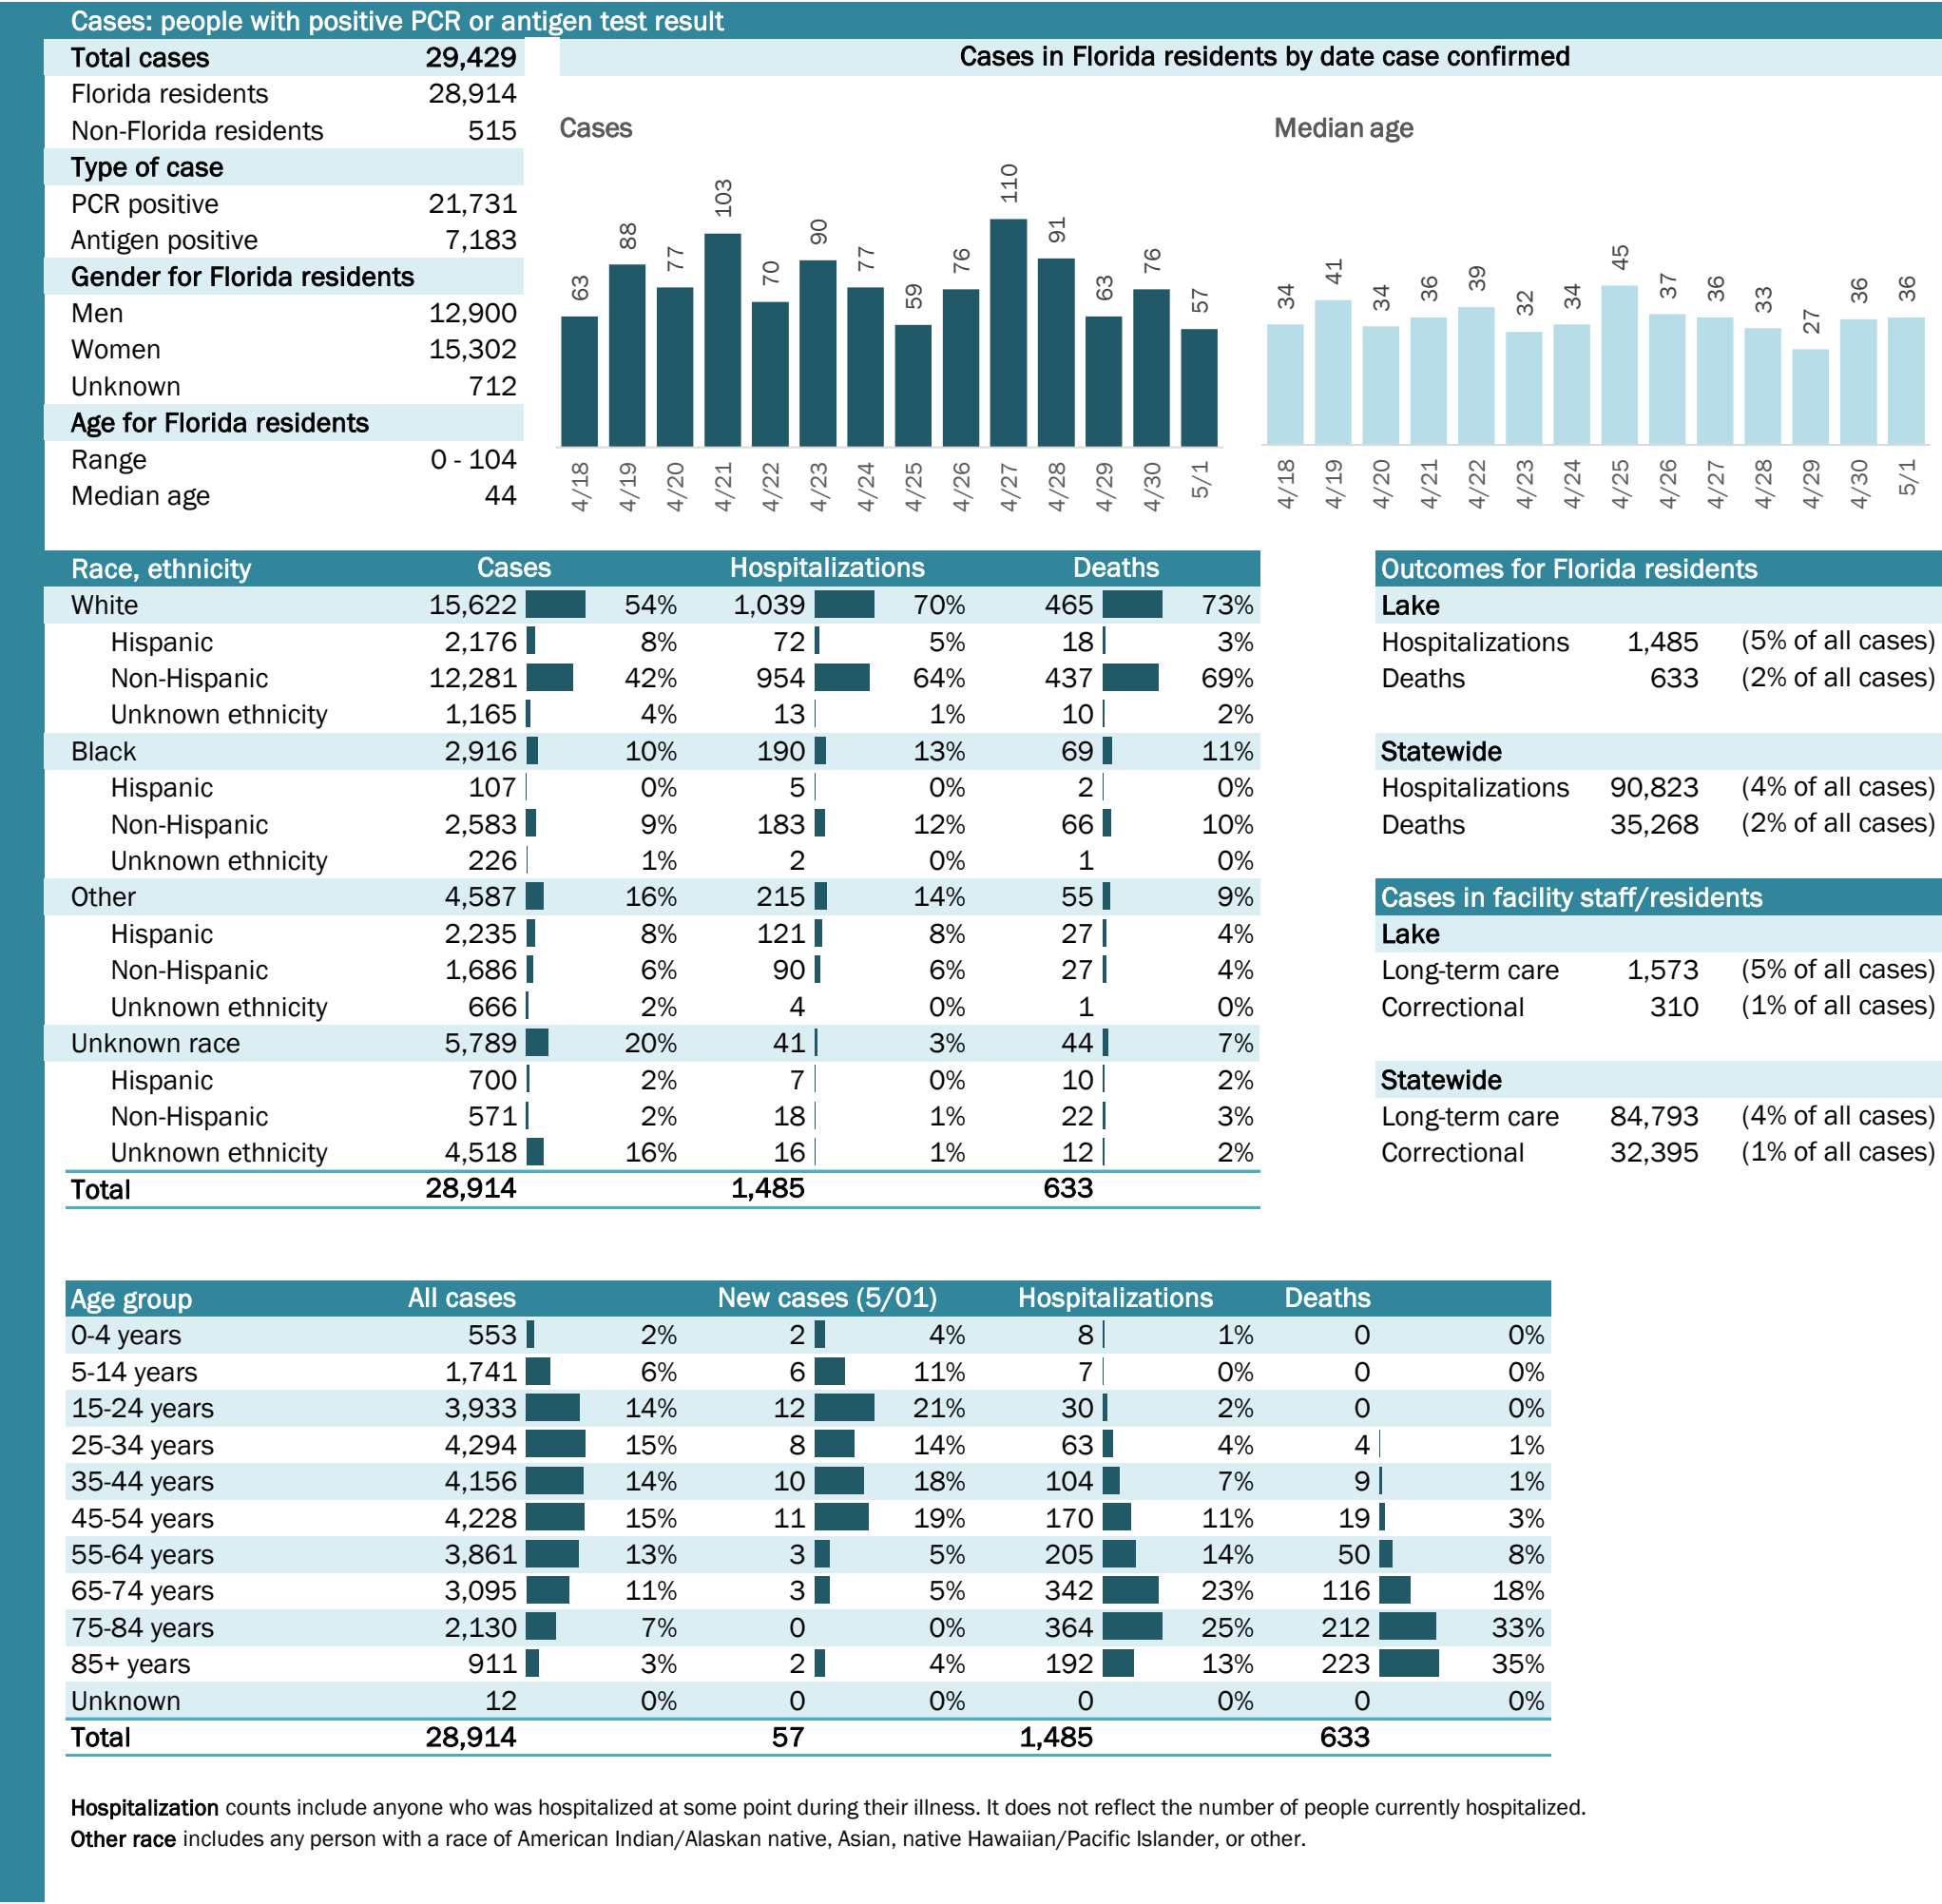 Cases: people with positive PCR or antigen test result
Total cases 29,429
Florida residents 28,914
Non-Florida residents 515
Type of case
PCR positive 21,731
Antigen positive 7,183
Gender for Florida residents
Men 12,900
Women 15,302
Unknown 712
Age for Florida residents
Range 0 - 104
Median age 44
Cases in Florida residents by date case confirmed
Cases
63 88 77 103 70 90 77 59 76 110 91 63 76 57
4/18 4/19 4/20 4/21 4/22 4/23 4/24 4/25 4/26 4/27 4/28 4/29 4/30 5/1
Median age
34 41 34 36 39 32 34 45 37 36 33 27 36 36
4/18 4/19 4/20 4/21 4/22 4/23 4/24 4/25 4/26 4/27 4/28 4/29 4/30 5/1
Race, ethnicity Cases Hospitalizations Deaths
White 15,622 54% 1,039 70% 465 73%
Hispanic 2,176 8% 72 5% 18 3%
Non-Hispanic 12,281 42% 954 64% 437 69%
Unknown ethnicity 1,165 4% 13 1% 10 2%
Black 2,916 10% 190 13% 69 11%
Hispanic 107 0% 5 0% 2 0%
Non-Hispanic 2,583 9% 183 12% 66 10%
Unknown ethnicity 226 1% 2 0% 1 0%
Other 4,587 16% 215 14% 55 9%
Hispanic 2,235 8% 121 8% 27 4%
Non-Hispanic 1,686 6% 90 6% 27 4%
Unknown ethnicity 666 2% 4 0% 1 0%
Unknown race 5,789 20% 41 3% 44 7%
Hispanic 700 2% 7 0% 10 2%
Non-Hispanic 571 2% 18 1% 22 3%
Unknown ethnicity 4,518 16% 16 1% 12 2%
Total 28,914 1,485 633
Outcomes for Florida residents
Lake
Hospitalizations 1,485 (5% of all cases)
Deaths 633 (2% of all cases)
Statewide
Hospitalizations 90,823 (4% of all cases)
Deaths 35,268 (2% of all cases)
Cases in facility staff/residents
Lake
Long-term care 1,573 (5% of all cases)
Correctional 310 (1% of all cases)
Statewide
Long-term care 84,793 (4% of all cases)
Correctional 32,395 (1% of all cases)
Age group All cases New cases (5/01) Hospitalizations Deaths
0-4 years 553 2% 2 4% 8 1% 0 0%
5-14 years 1,741 6% 6 11% 7 0% 0 0%
15-24 years 3,933 14% 12 21% 30 2% 0 0%
25-34 years 4,294 15% 8 14% 63 4% 4 1%
35-44 years 4,156 14% 10 18% 104 7% 9 1%
45-54 years 4,228 15% 11 19% 170 11% 19 3%
55-64 years 3,861 13% 3 5% 205 14% 50 8%
65-74 years 3,095 11% 3 5% 342 23% 116 18%
75-84 years 2,130 7% 0 0% 364 25% 212 33%
85+ years 911 3% 2 4% 192 13% 223 35%
Unknown 12 0% 0 0% 0 0% 0 0%
Total 28,914 57 1,485 633
Hospitalization counts include anyone who was hospitalized at some point during their illness. It does not reflect the number of people currently hospitalized.
Other race includes any person with a race of American Indian/Alaskan native, Asian, native Hawaiian/Pacific Islander, or other.